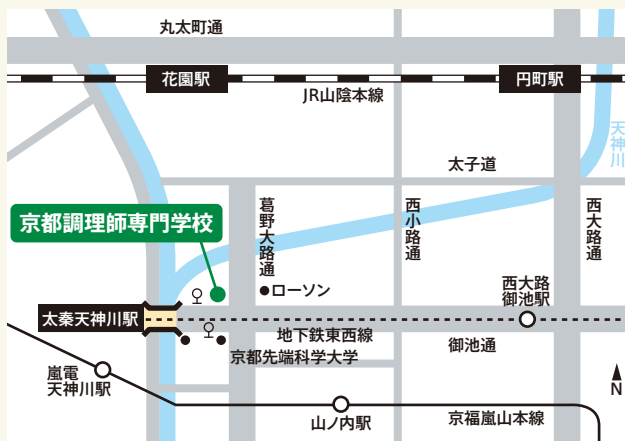 丸太町通
花園駅
円町駅
JR山陰本線
天神川
太子道
京都調理師専門学校
葛野大路通
西小路通
西大路通
ローソン
西大路
御池駅
太秦天神川駅
地下鉄東西線
御池通
京都先端科学大学
嵐電
天神川駅
N
山ノ内駅
京福嵐山本線